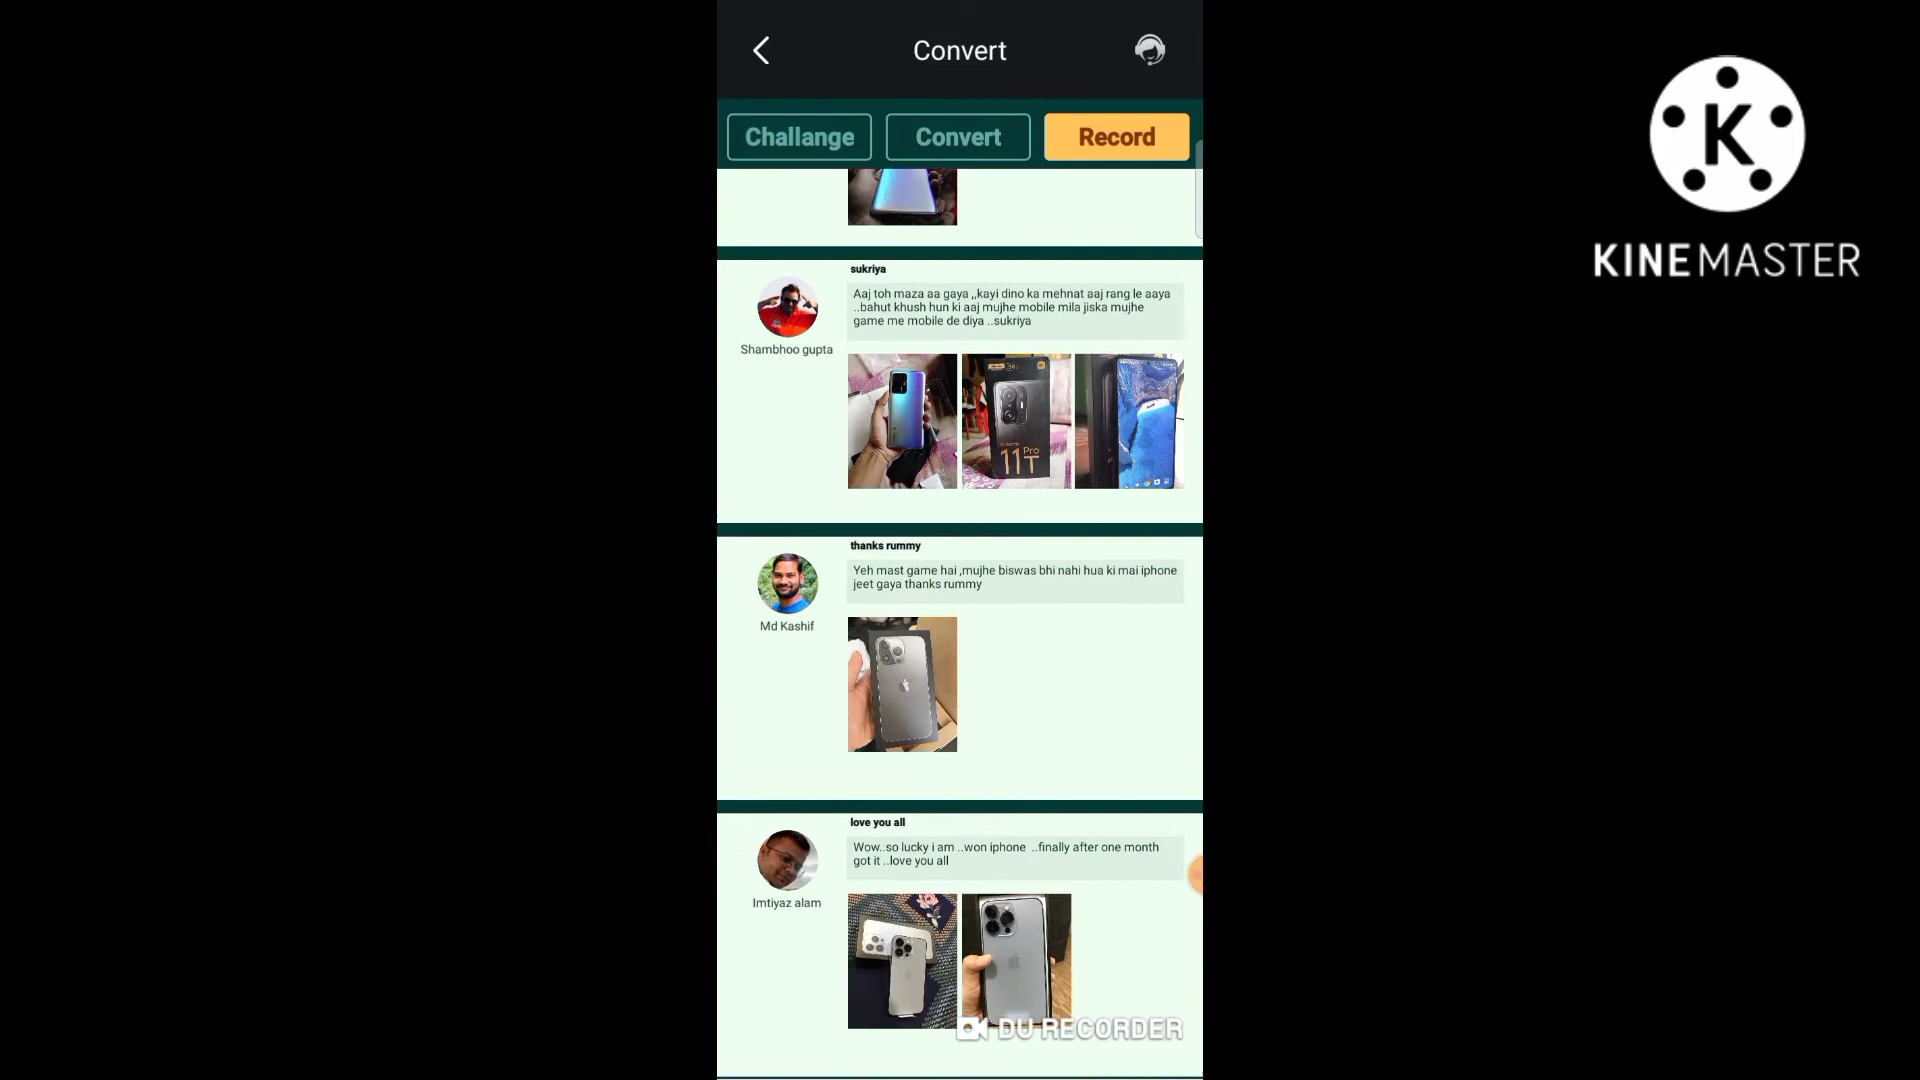 Convert
Challange
Convert
Record
sukriya
Aaj toh maza aa gaya ,,kayi dino ka mehnat aaj rang le aaya
..bahut khush hun ki aaj mujhe mobile mila jiska mujhe
game me mobile de diya ..sukriya
Shambhoo gupta
11T Pro
thanks rummy
Yeh mast game hai ,mujhe biswas bhi nahi hua ki mai iphone
jeet gaya thanks rummy
Md Kashif
love you all
Wow..so lucky i am ..won iphone ..finally after one month
got it ..love you all
Imtiyaz alam
DU RECORDER
K
KINEMASTER